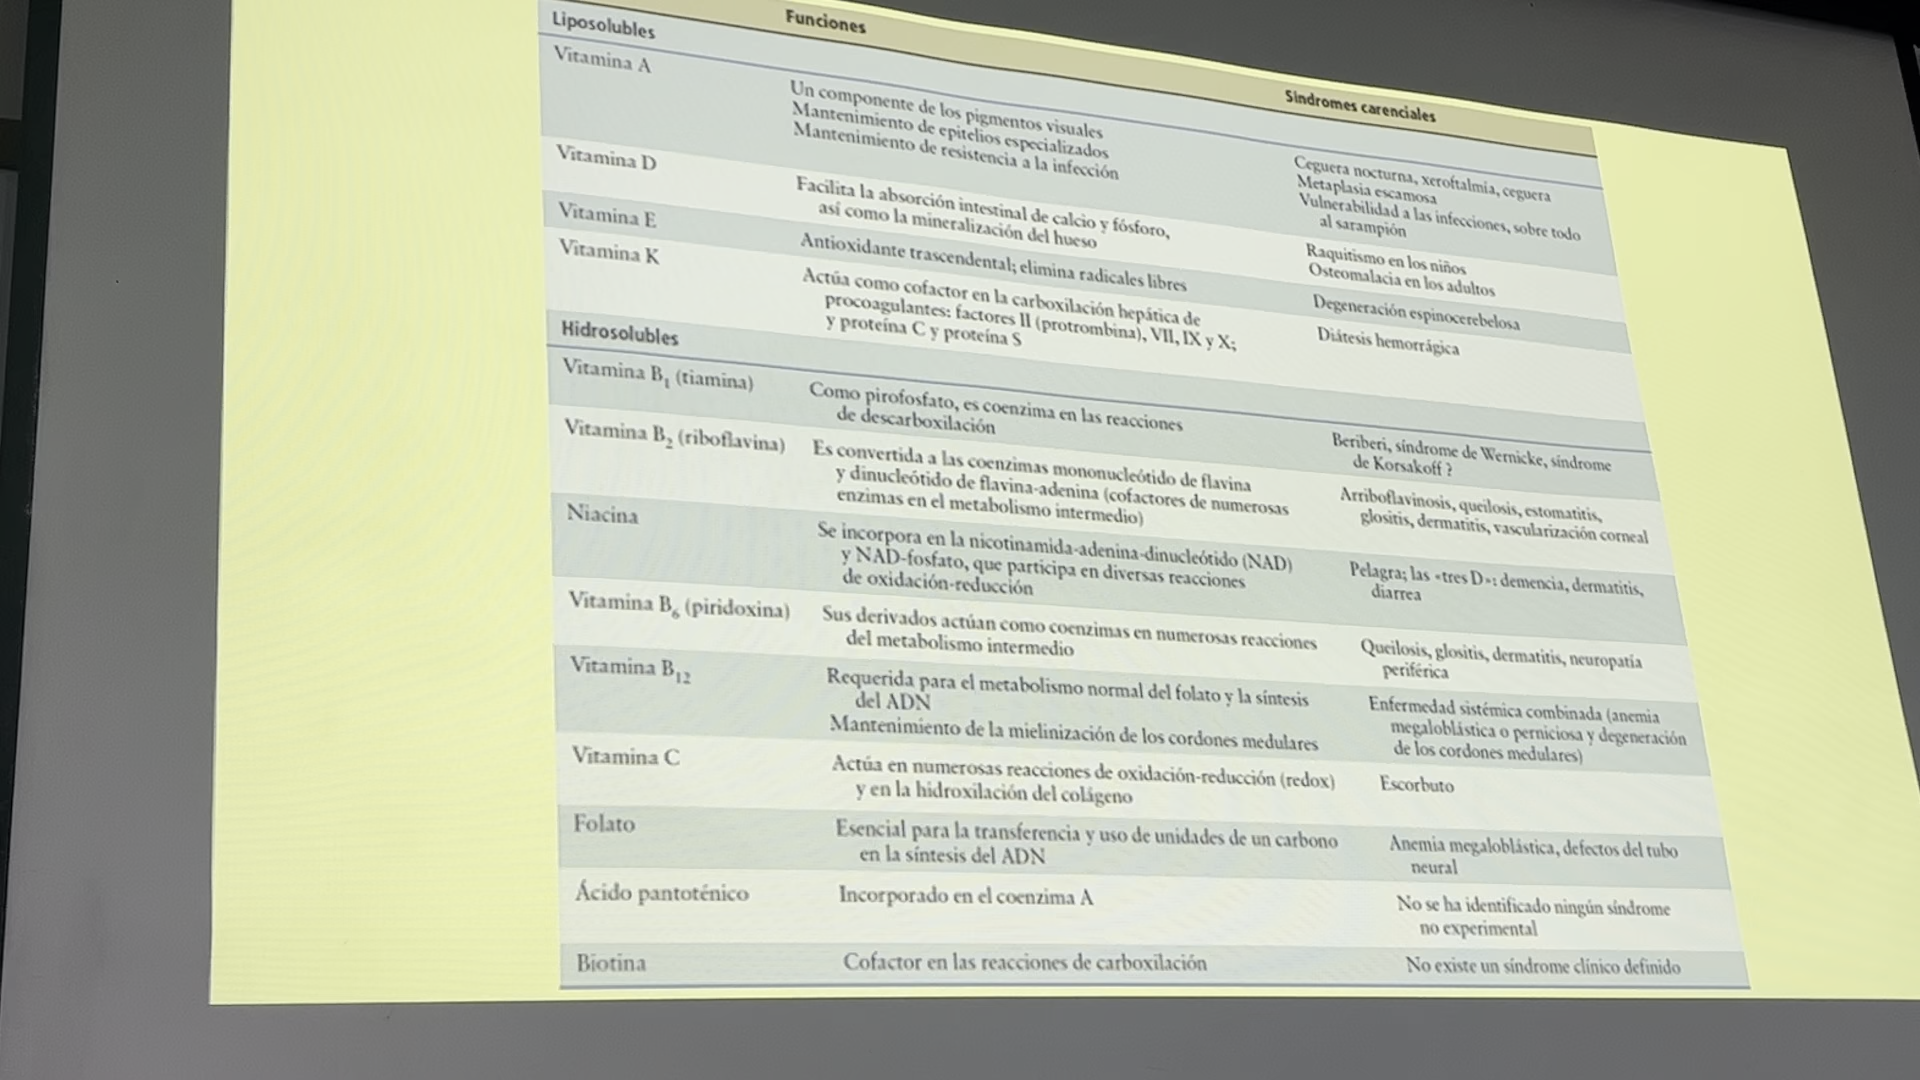 Funciones
Síndromes carenciales
Liposolubles
Vitamina A
Un componente de los pigmentos visuales
Mantenimiento de epitelios especializados
Mantenimiento de resistencia a la infección
Ceguera nocturna, xeroftalmia, ceguera
Metaplasia escamosa
Vulnerabilidad a las infecciones, sobre todo
al sarampión
Vitamina D
Facilita la absorción intestinal de calcio y fósforo,
así como la mineralización del hueso
Raquitismo en los niños
Osteomalacia en los adultos
Vitamina E
Antioxidante trascendental; elimina radicales libres
Degeneración espinocerebelosa
Vitamina K
Actúa como cofactor en la carboxilación hepática de
procoagulantes: factores II (protrombina), VII, IX y X;
y proteína C y proteína S
Diátesis hemorrágica
Hidrosolubles
Vitamina B₁ (tiamina)
Como pirofosfato, es coenzima en las reacciones
de descarboxilación
Beriberi, síndrome de Wernicke, síndrome
de Korsakoff ?
Vitamina B₂ (riboflavina)
Es convertida a las coenzimas mononucleótido de flavina
y dinucleótido de flavina-adenina (cofactores de numerosas
enzimas en el metabolismo intermedio)
Arriboflavinosis, queilosis, estomatitis,
glositis, dermatitis, vascularización corneal
Niacina
Se incorpora en la nicotinamida-adenina-dinucleótido (NAD)
y NAD-fosfato, que participa en diversas reacciones
de oxidación-reducción
Pelagra; las «tres D»: demencia, dermatitis,
diarrea
Vitamina B₆ (piridoxina)
Sus derivados actúan como coenzimas en numerosas reacciones
del metabolismo intermedio
Queilosis, glositis, dermatitis, neuropatía
periférica
Vitamina B₁₂
Requerida para el metabolismo normal del folato y la síntesis
del ADN
Mantenimiento de la mielinización de los cordones medulares
Enfermedad sistémica combinada (anemia
megaloblástica o perniciosa y degeneración
de los cordones medulares)
Vitamina C
Actúa en numerosas reacciones de oxidación-reducción (redox)
y en la hidroxilación del colágeno
Escorbuto
Folato
Esencial para la transferencia y uso de unidades de un carbono
en la síntesis del ADN
Anemia megaloblástica, defectos del tubo
neural
Ácido pantoténico
Incorporado en el coenzima A
No se ha identificado ningún síndrome
no experimental
Biotina
Cofactor en las reacciones de carboxilación
No existe un síndrome clínico definido